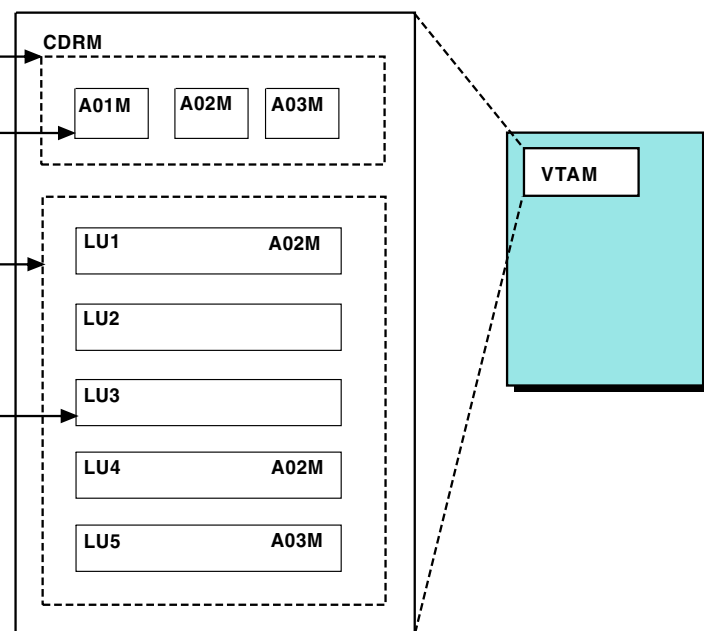 CDRM
A01M A02M A03M
VTAM
LU1 A02M
LU2
LU3
LU4 A02M
LU5 A03M